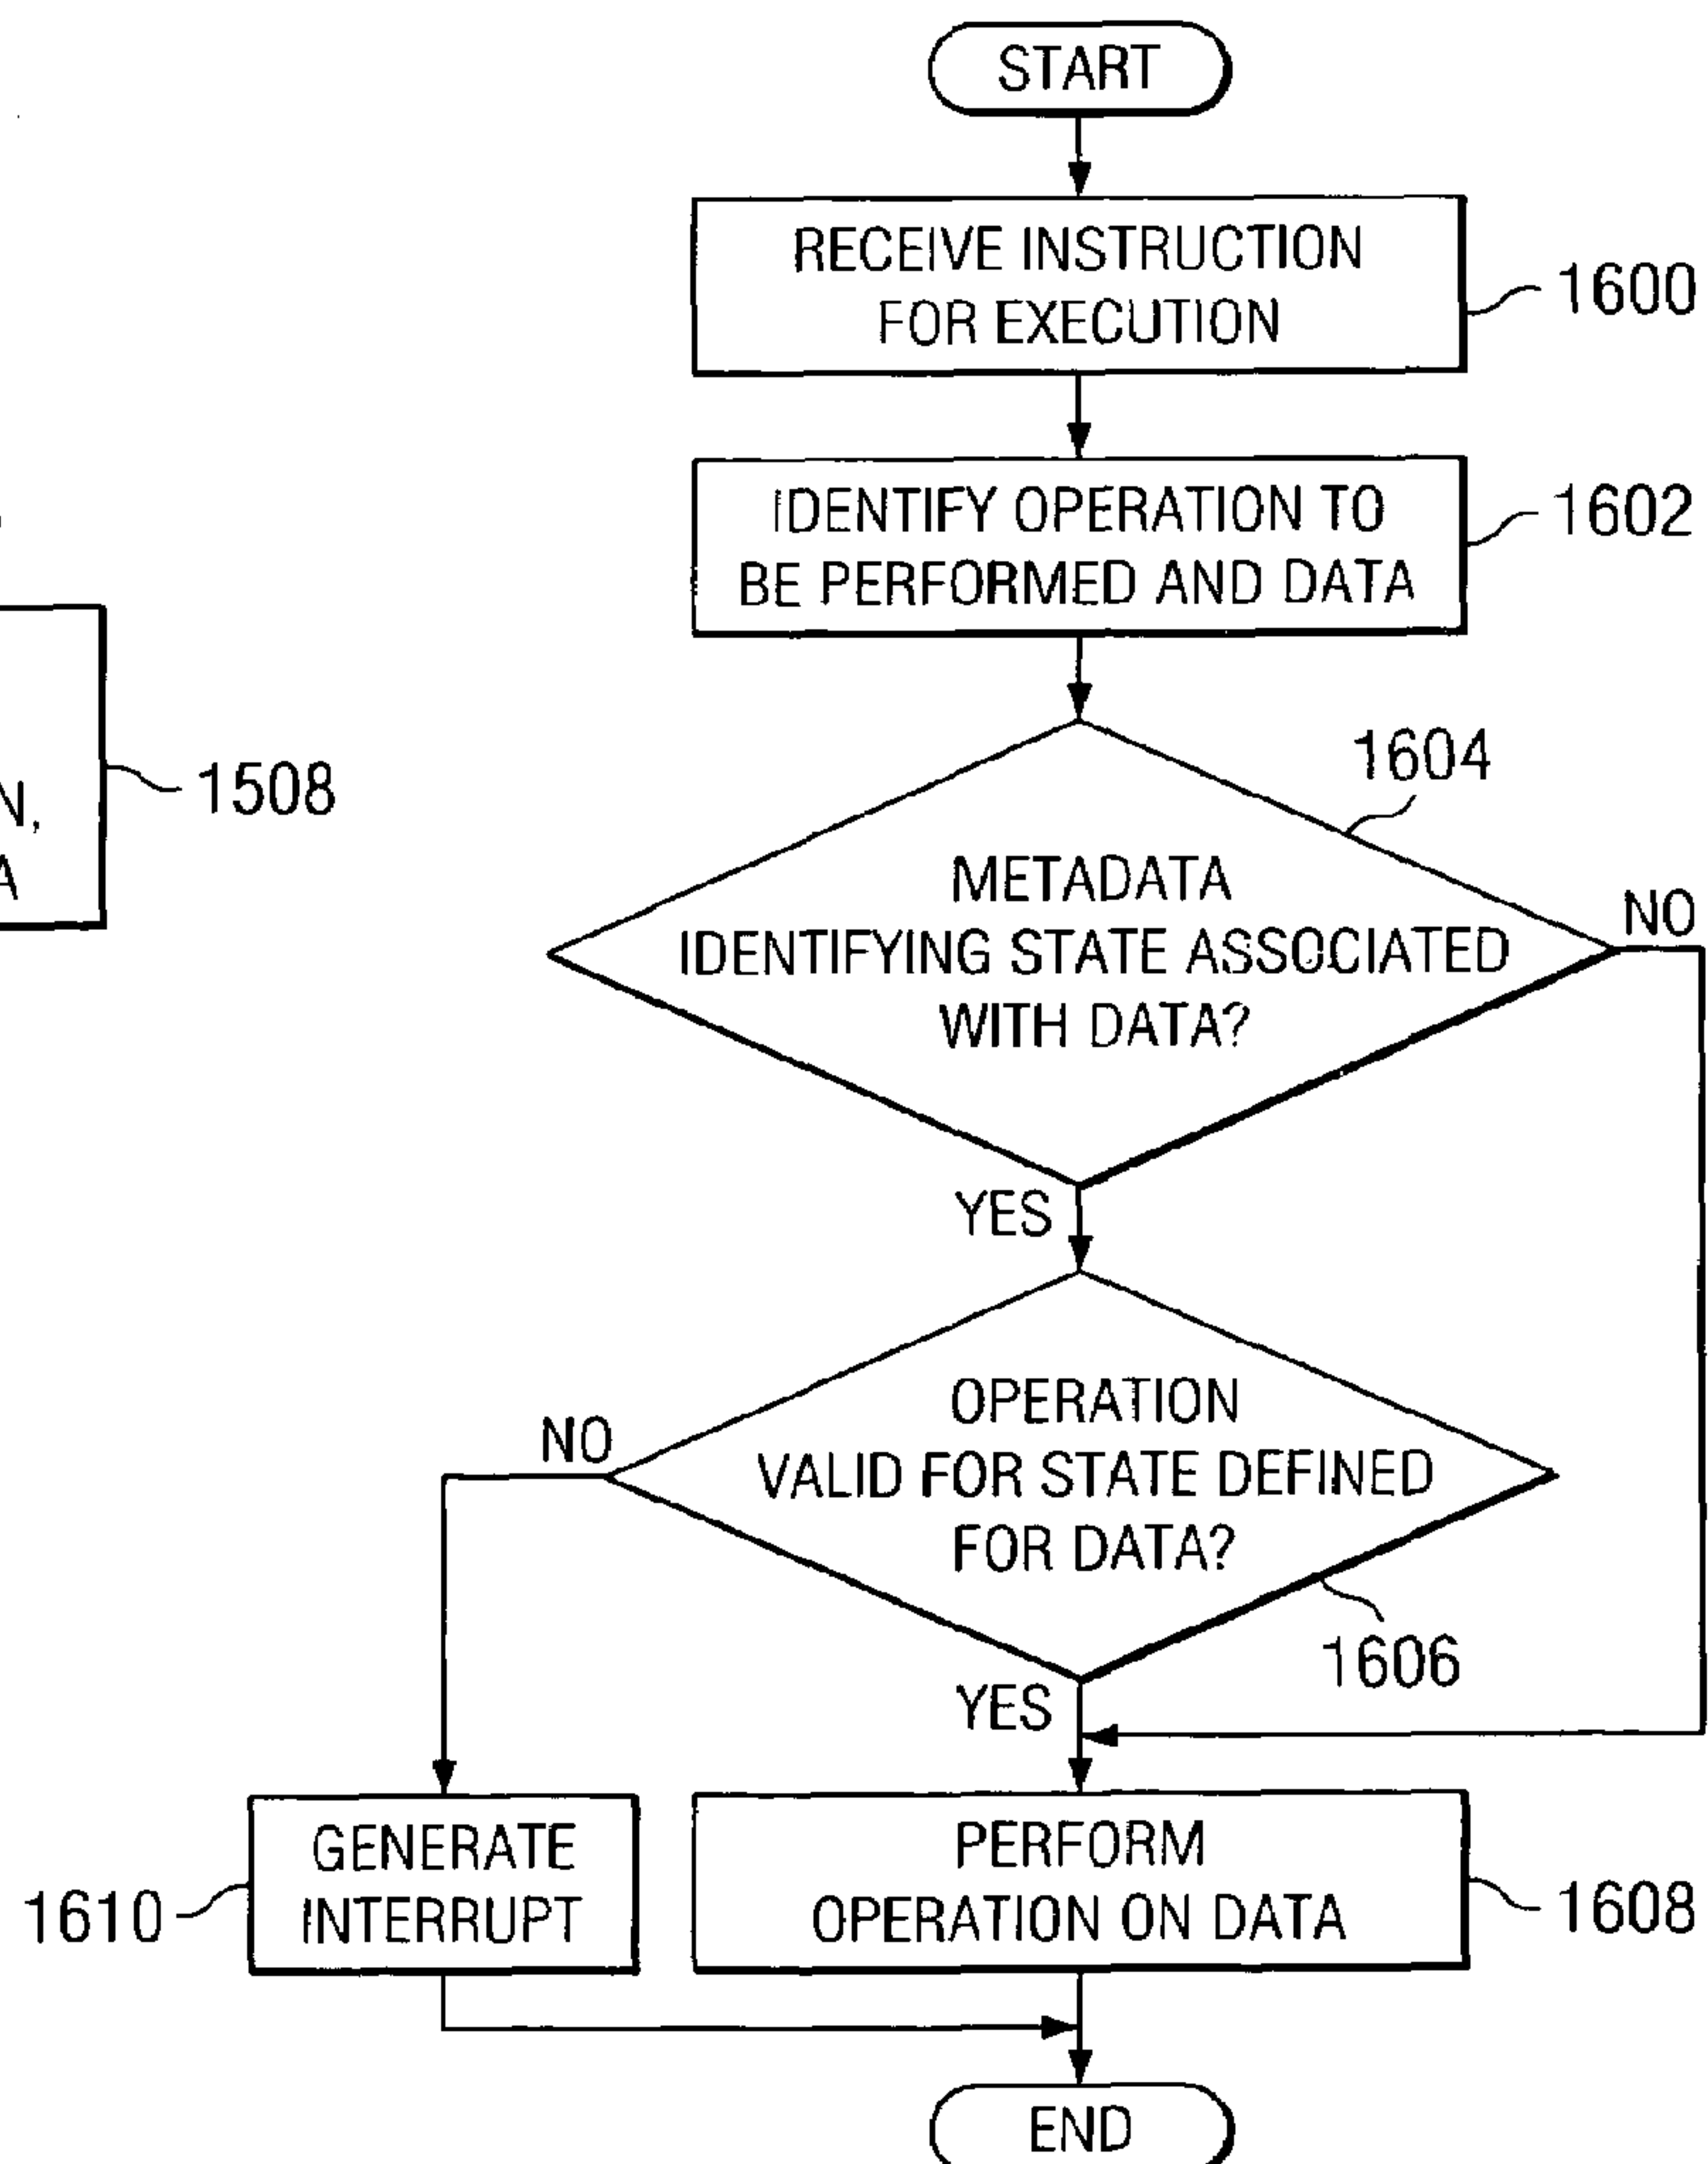 START
RECEIVE INSTRUCTION
FOR EXECUTION
1600
IDENTIFY OPERATION TO
BE PERFORMED AND DATA
1602
N,
A
1508
1604
METADATA
IDENTIFYING STATE ASSOCIATED
WITH DATA?
NO
YES
OPERATION
VALID FOR STATE DEFINED
FOR DATA?
NO
1606
YES
GENERATE
INTERRUPT
1610
PERFORM
OPERATION ON DATA
1608
END